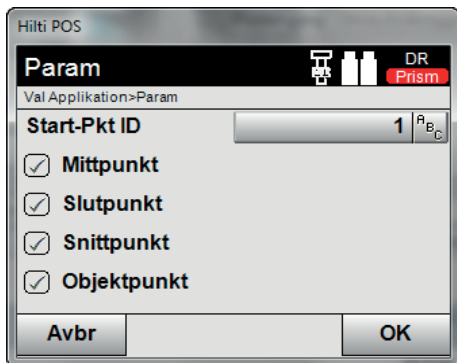 Hilti POS
Param
DR
Prism
Val Applikation>Param
Start-Pkt ID 1 ABC
Mittpunkt
Slutpunkt
Snittpunkt
Objektpunkt
Avbr OK